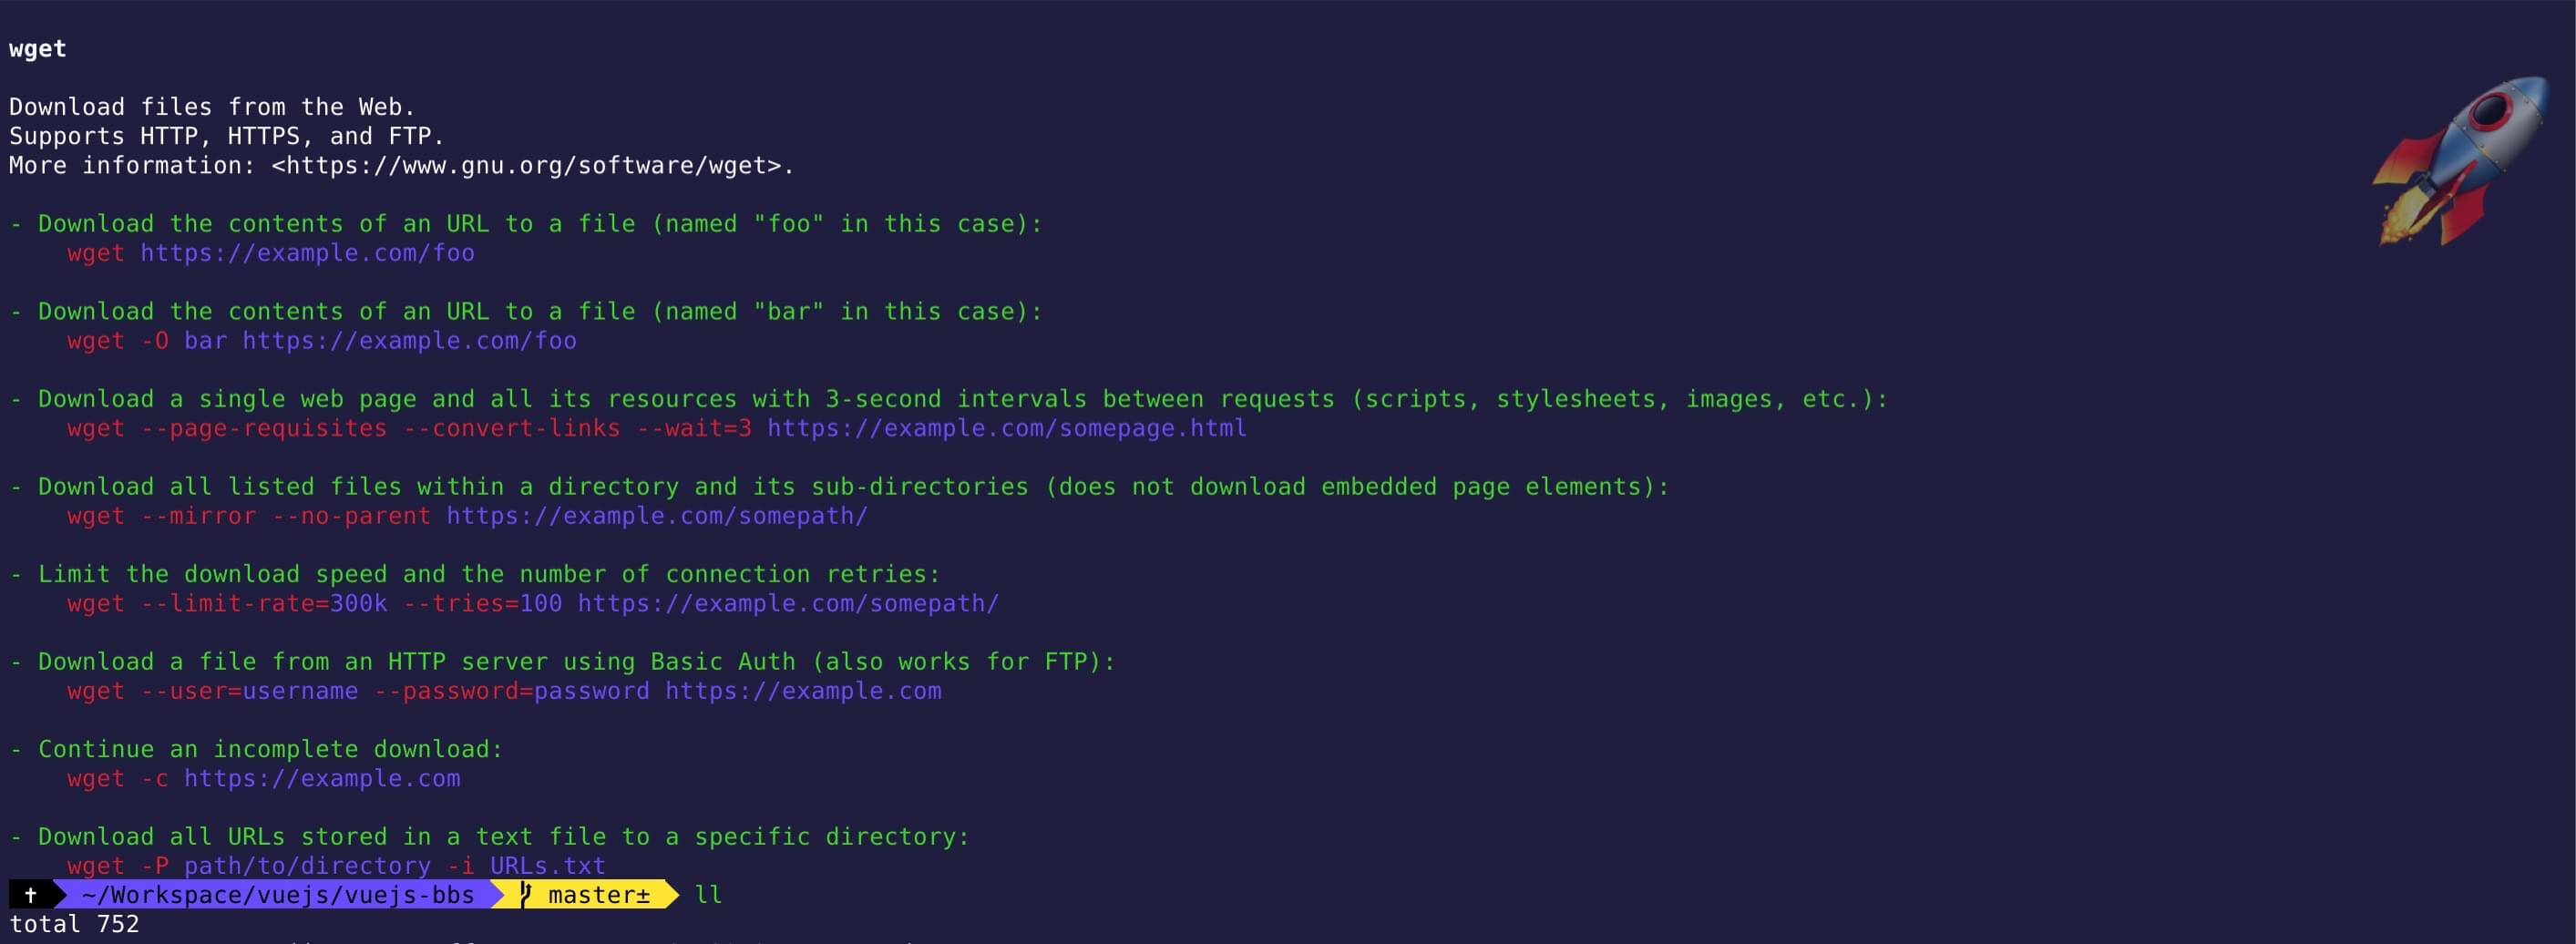 wget
Download files from the Web.
Supports HTTP, HTTPS, and FTP.
More information: <https://www.gnu.org/software/wget>.
- Download the contents of an URL to a file (named "foo" in this case):
wget https://example.com/foo
- Download the contents of an URL to a file (named "bar" in this case):
wget -O bar https://example.com/foo
- Download a single web page and all its resources with 3-second intervals between requests (scripts, stylesheets, images, etc.):
wget --page-requisites --convert-links --wait=3 https://example.com/somepage.html
- Download all listed files within a directory and its sub-directories (does not download embedded page elements):
wget --mirror --no-parent https://example.com/somepath/
- Limit the download speed and the number of connection retries:
wget --limit-rate=300k --tries=100 https://example.com/somepath/
- Download a file from an HTTP server using Basic Auth (also works for FTP):
wget --user=username --password=password https://example.com
- Continue an incomplete download:
wget -c https://example.com
- Download all URLs stored in a text file to a specific directory:
wget -P path/to/directory -i URLs.txt
✝ ~/Workspace/vuejs/vuejs-bbs master± ll
total 752